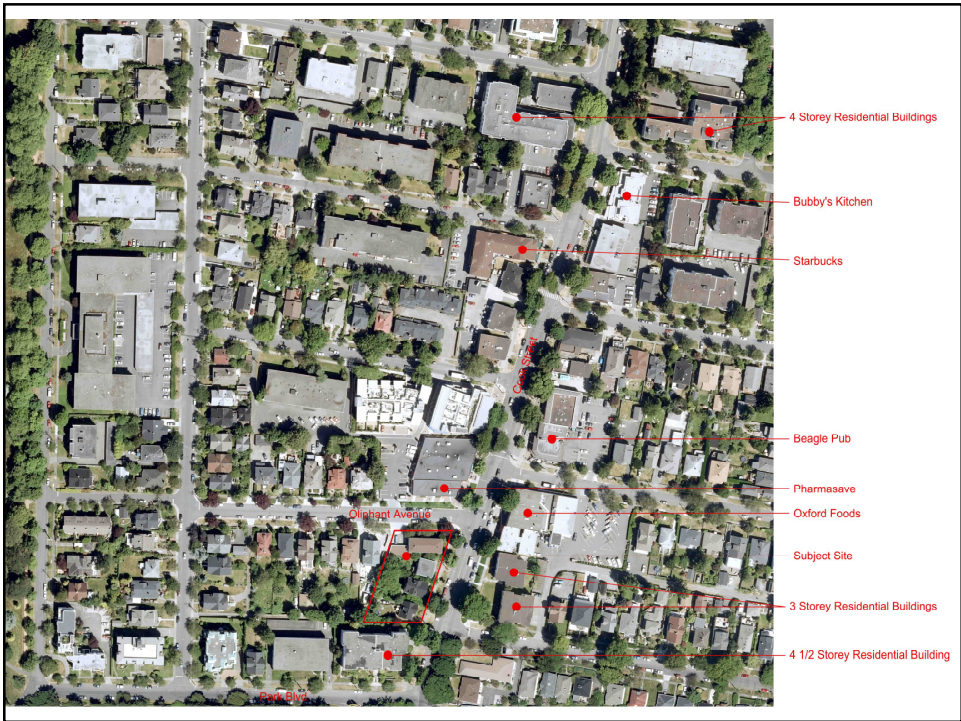 4 Storey Residential Buildings
Bubby's Kitchen
Starbucks
Cook Street
Beagle Pub
Pharmasave
Oxford Foods
Oliphant Avenue
Subject Site
3 Storey Residential Buildings
4 1/2 Storey Residential Building
Park Blvd.